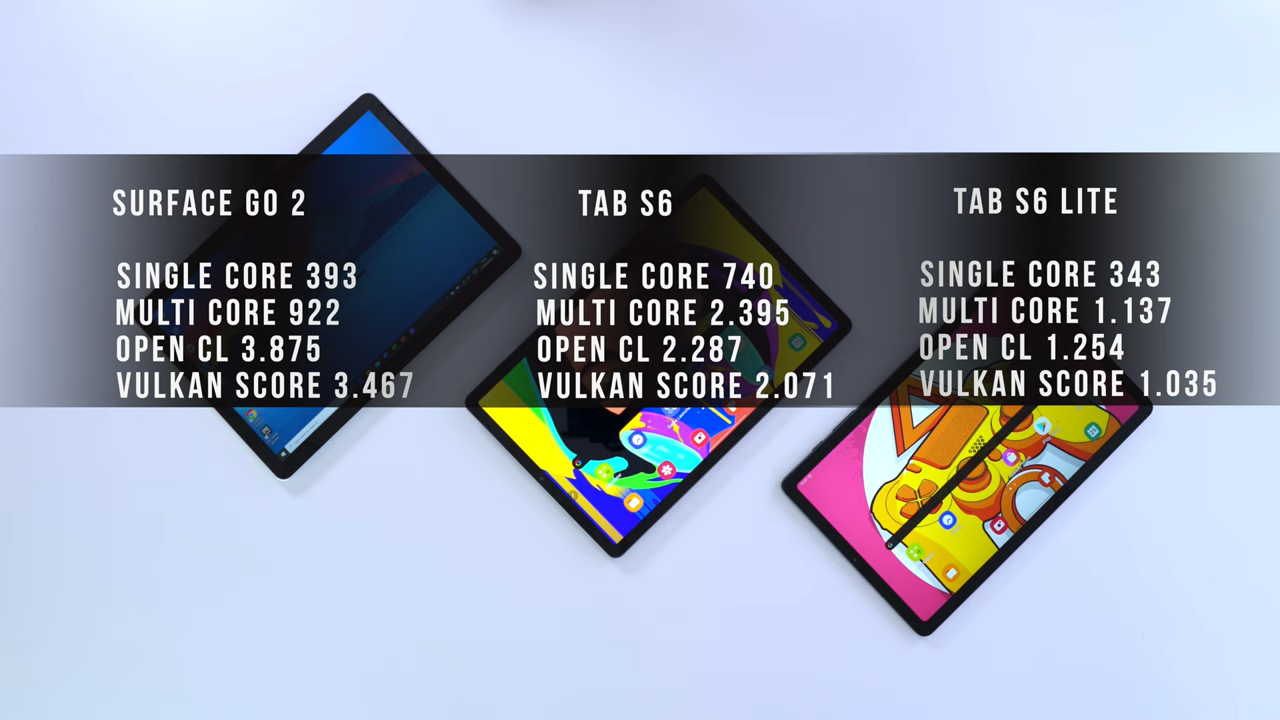 SURFACE GO 2
SINGLE CORE 393
MULTI CORE 922
OPEN CL 3.875
VULKAN SCORE 3.467
TAB S6
SINGLE CORE 740
MULTI CORE 2.395
OPEN CL 2.287
VULKAN SCORE 2.071
TAB S6 LITE
SINGLE CORE 343
MULTI CORE 1.137
OPEN CL 1.254
VULKAN SCORE 1.035